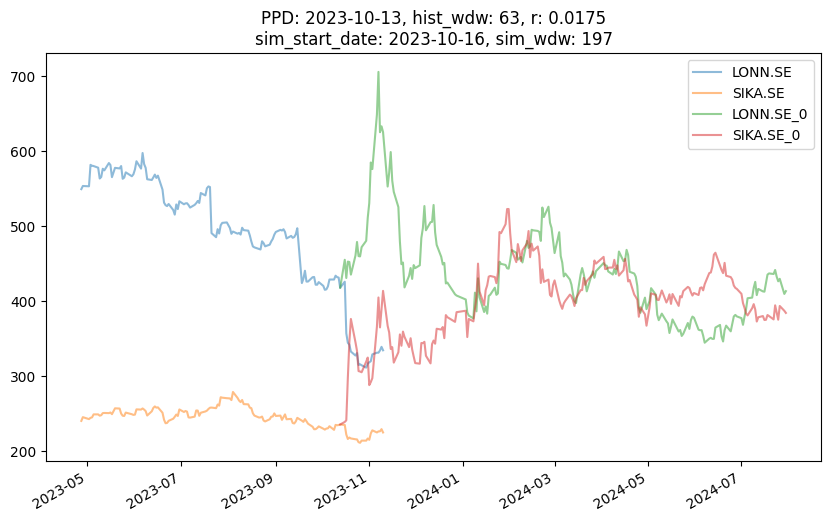 PPD: 2023-10-13, hist_wdw: 63, r: 0.0175
sim_start_date: 2023-10-16, sim_wdw: 197
LONN.SE
SIKA.SE
LONN.SE_0
SIKA.SE_0
700
600
500
400
300
200
2023-05
2023-07
2023-09
2023-11
2024-01
2024-03
2024-05
2024-07